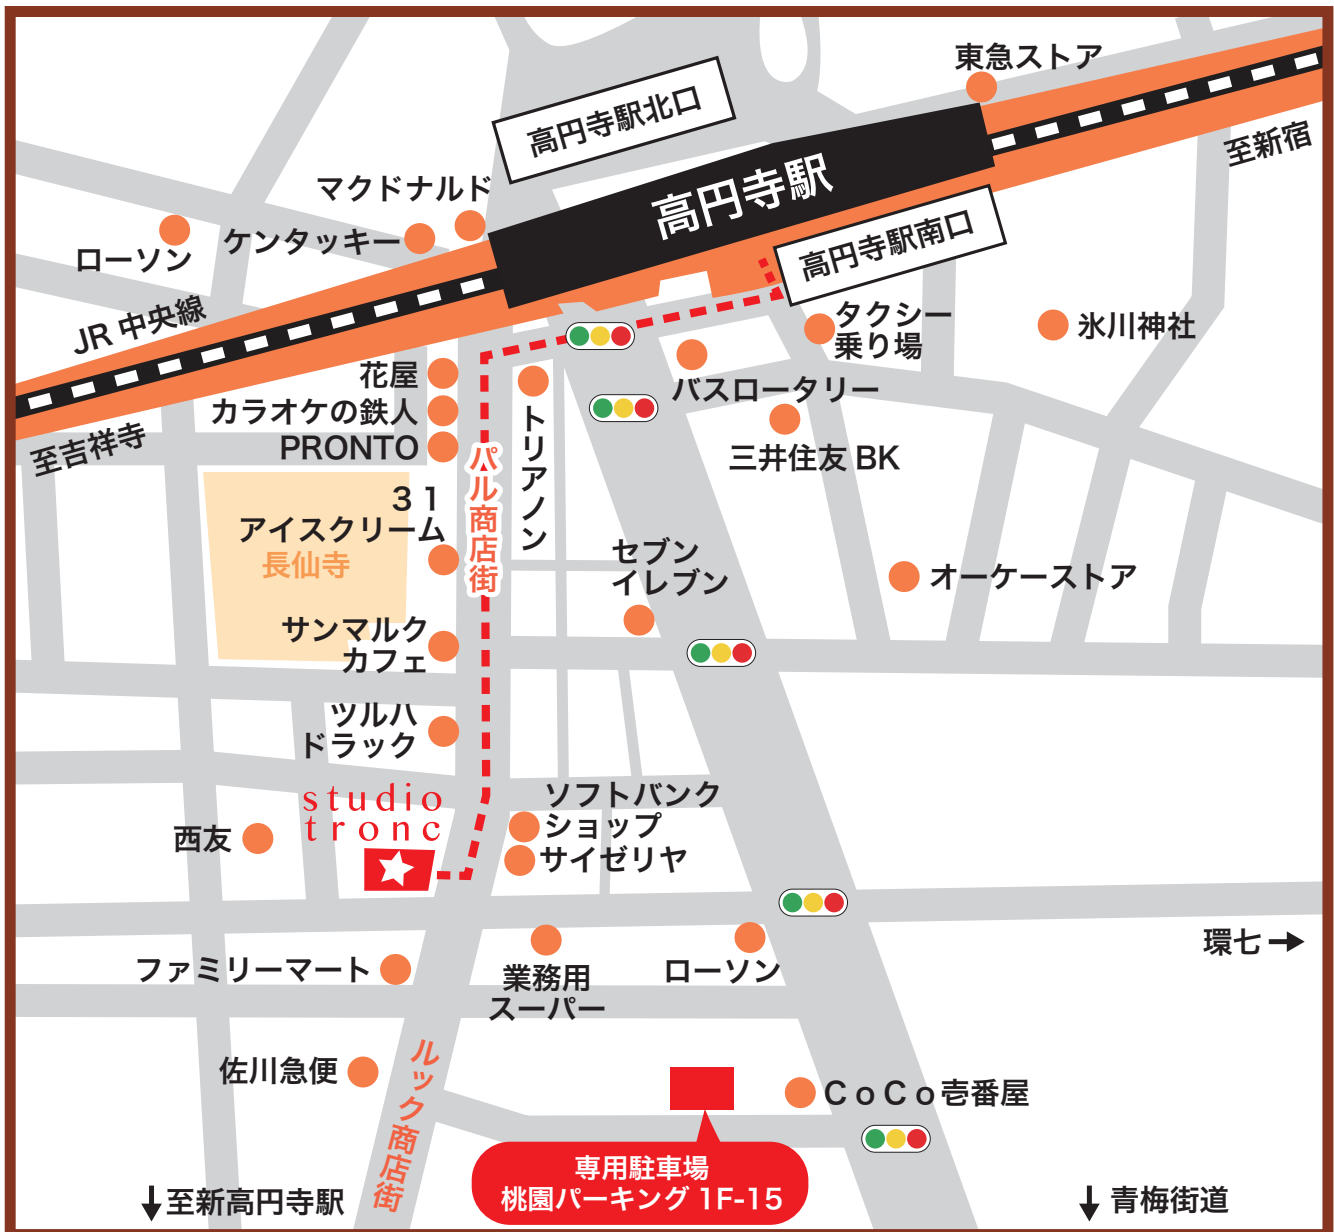 東急ストア
高円寺駅北口
至新宿
高円寺駅
マクドナルド
ケンタッキー
ローソン
高円寺駅南口
JR 中央線
タクシー
乗り場
氷川神社
花屋
カラオケの鉄人
PRONTO
至吉祥寺
バスロータリー
三井住友 BK
トリアノン
パル商店街
３１
アイスクリーム
長仙寺
セブン
イレブン
オーケーストア
サンマルク
カフェ
ツルハ
ドラック
studio
tronc
西友
ソフトバンク
ショップ
サイゼリヤ
環七
ファミリーマート
業務用
スーパー
ローソン
佐川急便
ルック商店街
ＣｏＣｏ壱番屋
専用駐車場
桃園パーキング 1F-15
至新高円寺駅
青梅街道